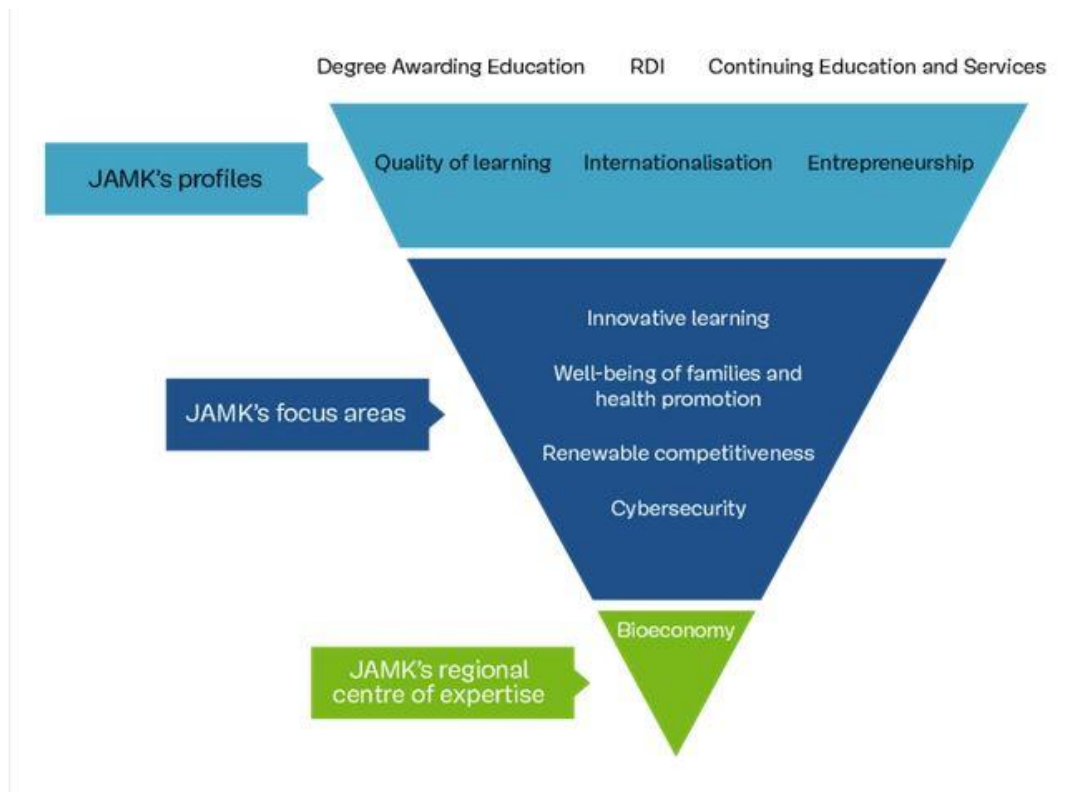 Degree Awarding Education RDI Continuing Education and Services
JAMK's profiles
Quality of learning Internationalisation Entrepreneurship
JAMK's focus areas
Innovative learning
Well-being of families and
health promotion
Renewable competitiveness
Cybersecurity
JAMK's regional
centre of expertise
Bioeconomy